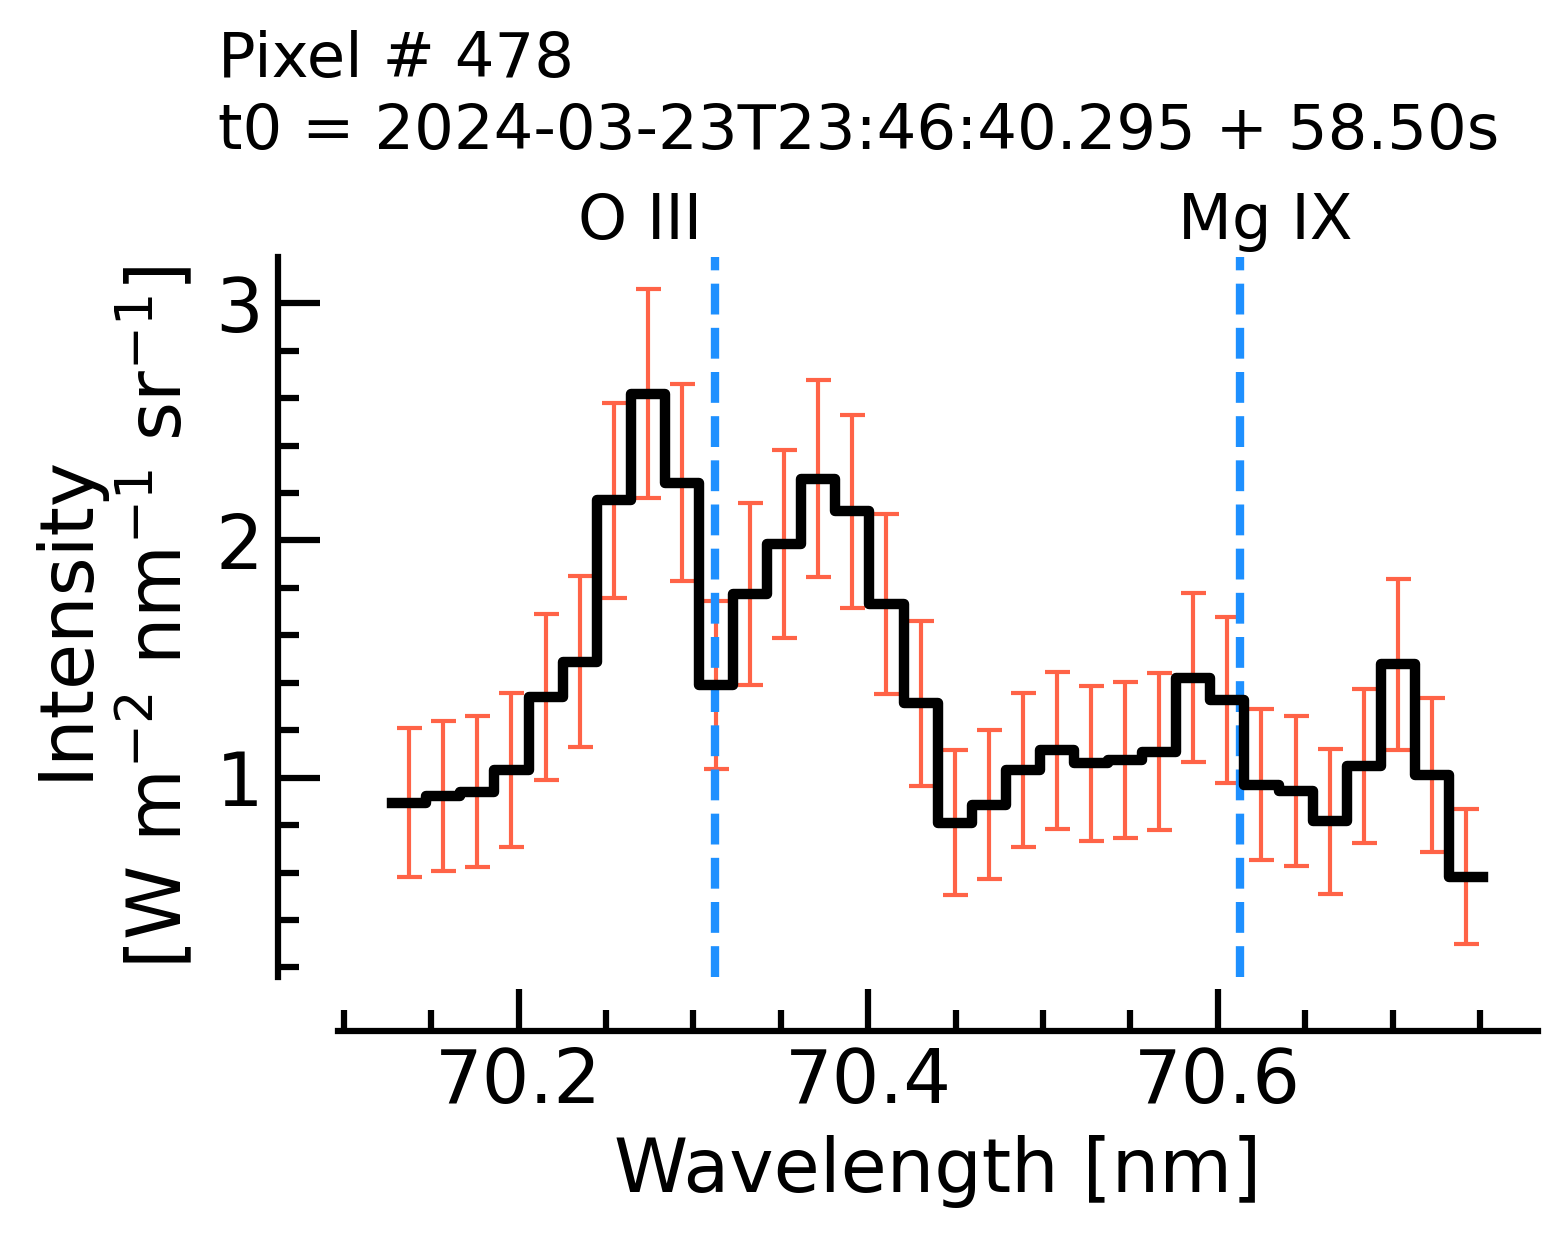 Pixel # 478
t0 = 2024-03-23T23:46:40.295 + 58.50s
O III
Mg IX
Intensity
[W m⁻² nm⁻¹ sr⁻¹]
3
2
1
70.2
70.4
70.6
Wavelength [nm]